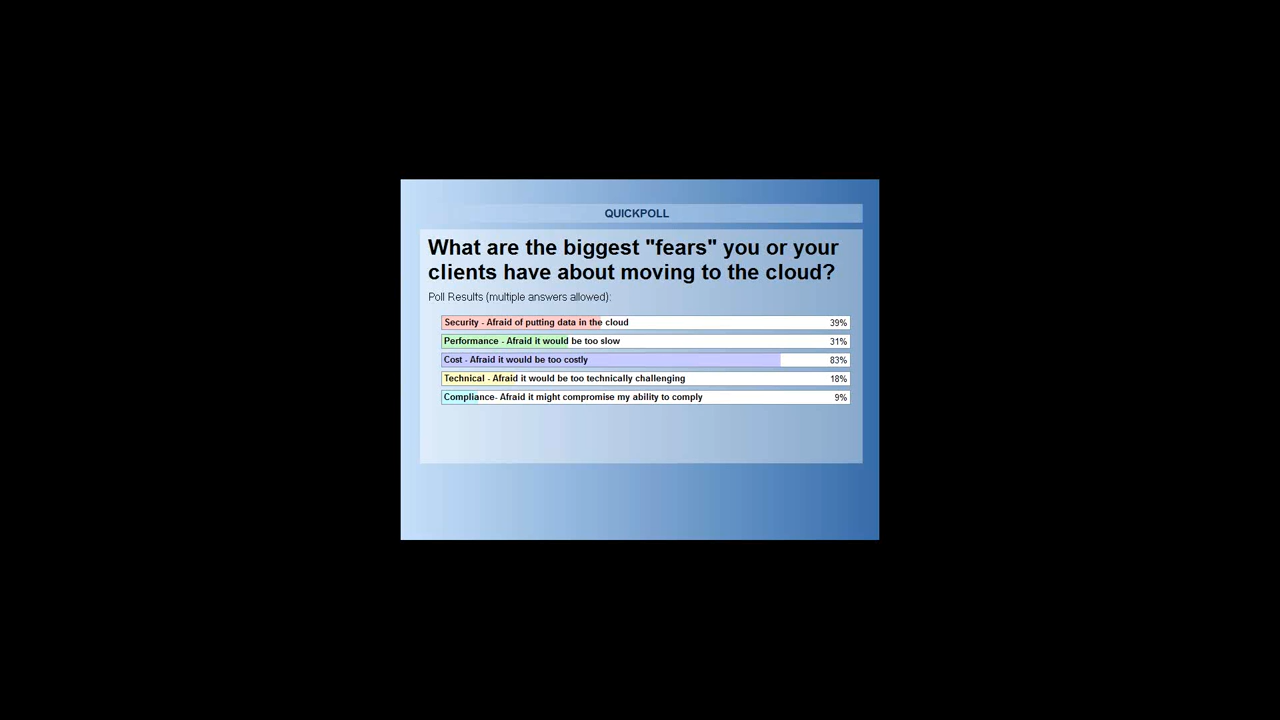 QUICKPOLL
What are the biggest "fears" you or your
clients have about moving to the cloud?
Poll Results (multiple answers allowed):
Security - Afraid of putting data in the cloud 39%
Performance - Afraid it would be too slow 31%
Cost - Afraid it would be too costly 83%
Technical - Afraid it would be too technically challenging 18%
Compliance- Afraid it might compromise my ability to comply 9%